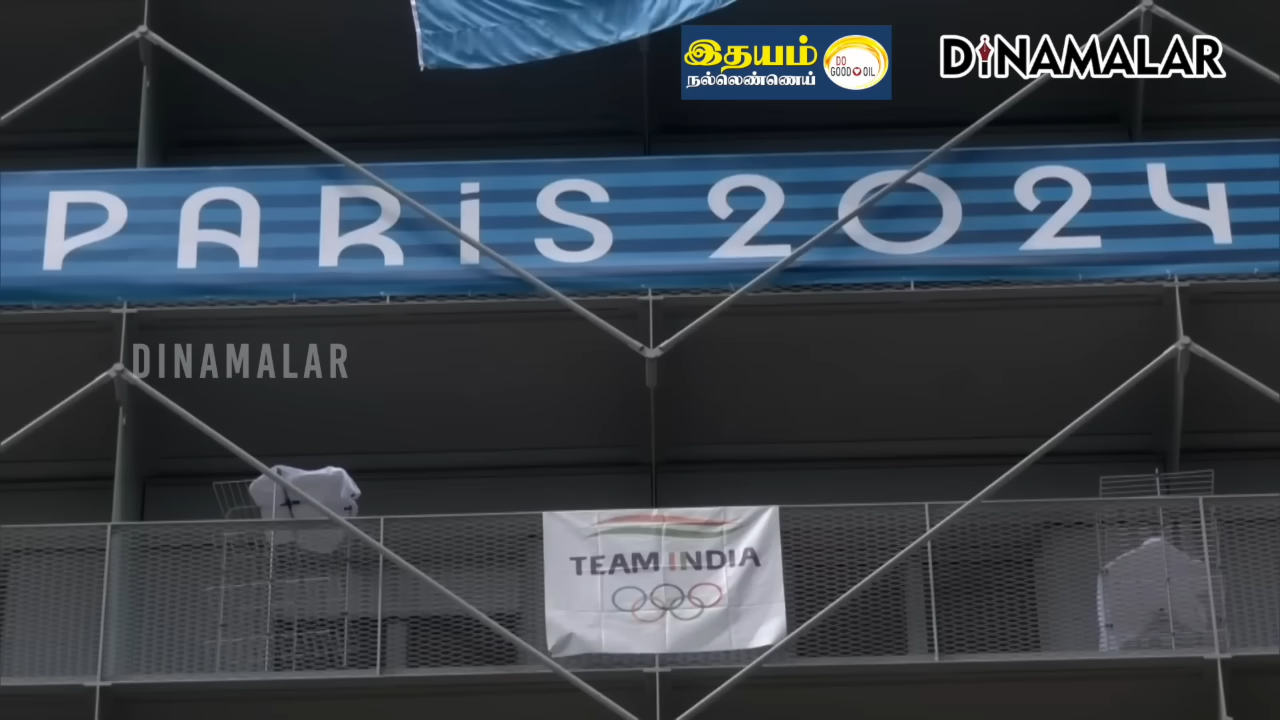 இதயம்
நல்லெண்ணெய்
DO
GOOD OIL
DINAMALAR
PARIS 2024
DINAMALAR
TEAM INDIA